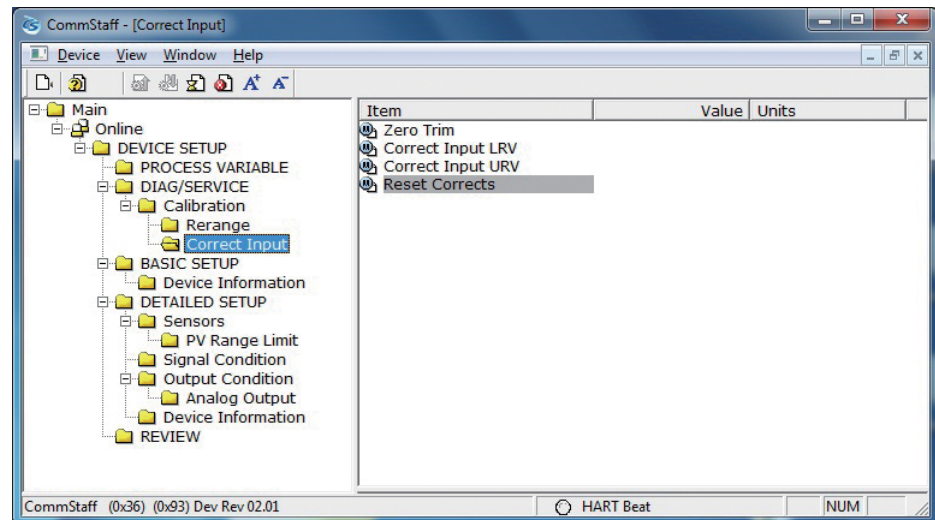 CommStaff - [Correct Input]
Device View Window Help
Main
Online
DEVICE SETUP
PROCESS VARIABLE
DIAG/SERVICE
Calibration
Rerange
Correct Input
BASIC SETUP
Device Information
DETAILED SETUP
Sensors
PV Range Limit
Signal Condition
Output Condition
Analog Output
Device Information
REVIEW
Item Value Units
Zero Trim
Correct Input LRV
Correct Input URV
Reset Corrects
CommStaff (0x36) (0x93) Dev Rev 02.01 HART Beat NUM